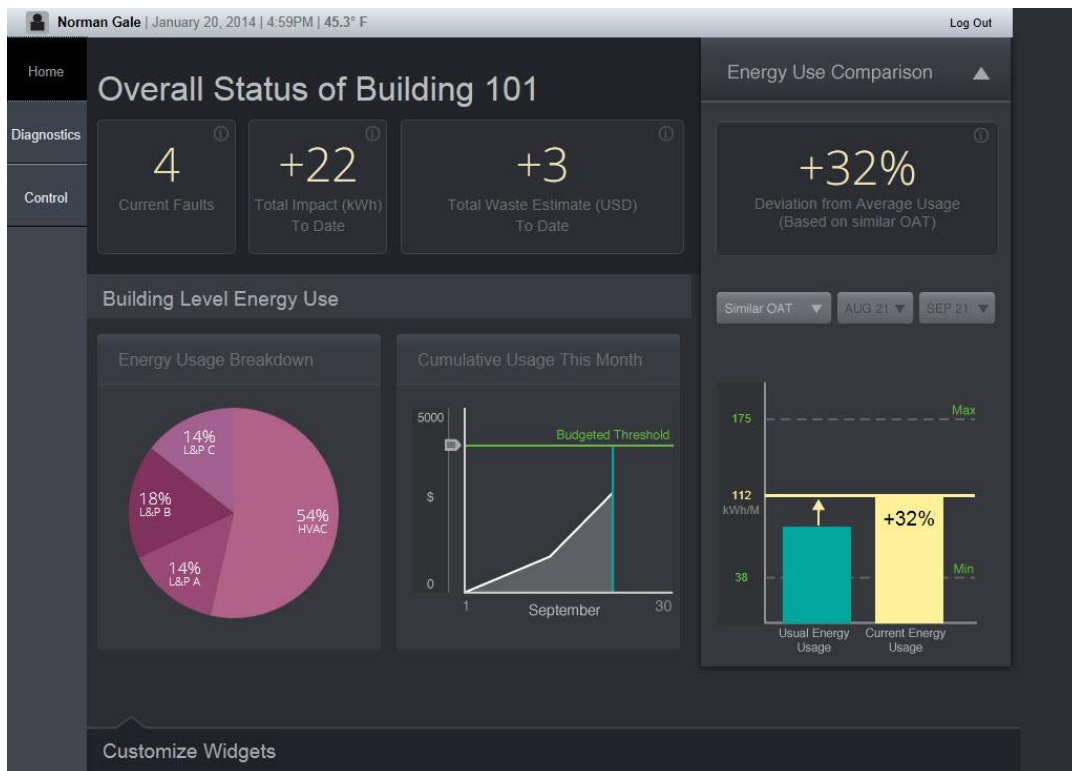 Norman Gale | January 20, 2014 | 4:59PM | 45.3° F
Log Out
Home
Diagnostics
Control
Overall Status of Building 101
4
Current Faults
+22
Total Impact (kWh)
To Date
+3
Total Waste Estimate (USD)
To Date
Building Level Energy Use
Energy Usage Breakdown
14%
L&P C
18%
L&P B
14%
L&P A
54%
HVAC
Cumulative Usage This Month
5000
Budgeted Threshold
$
0
1
September
30
Energy Use Comparison
+32%
Deviation from Average Usage
(Based on similar OAT)
Similar OAT
AUG 21
SEP 21
175
Max
112
kWh/M
+32%
38
Min
Usual Energy
Usage
Current Energy
Usage
Customize Widgets